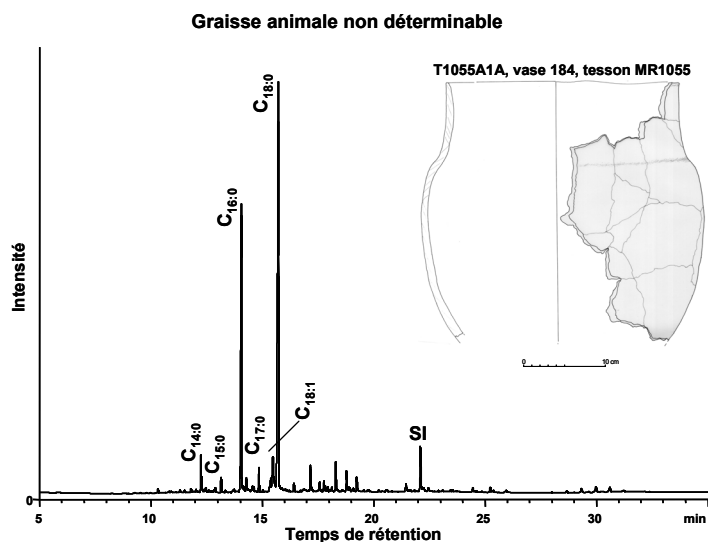 Graisse animale non déterminable
T1055A1A, vase 184, tesson MR1055
C18:0
C16:0
Intensité
C14:0
C15:0
C17:0
C18:1
SI
0 10 cm
0
5 10 15 20 25 30 min
Temps de rétention